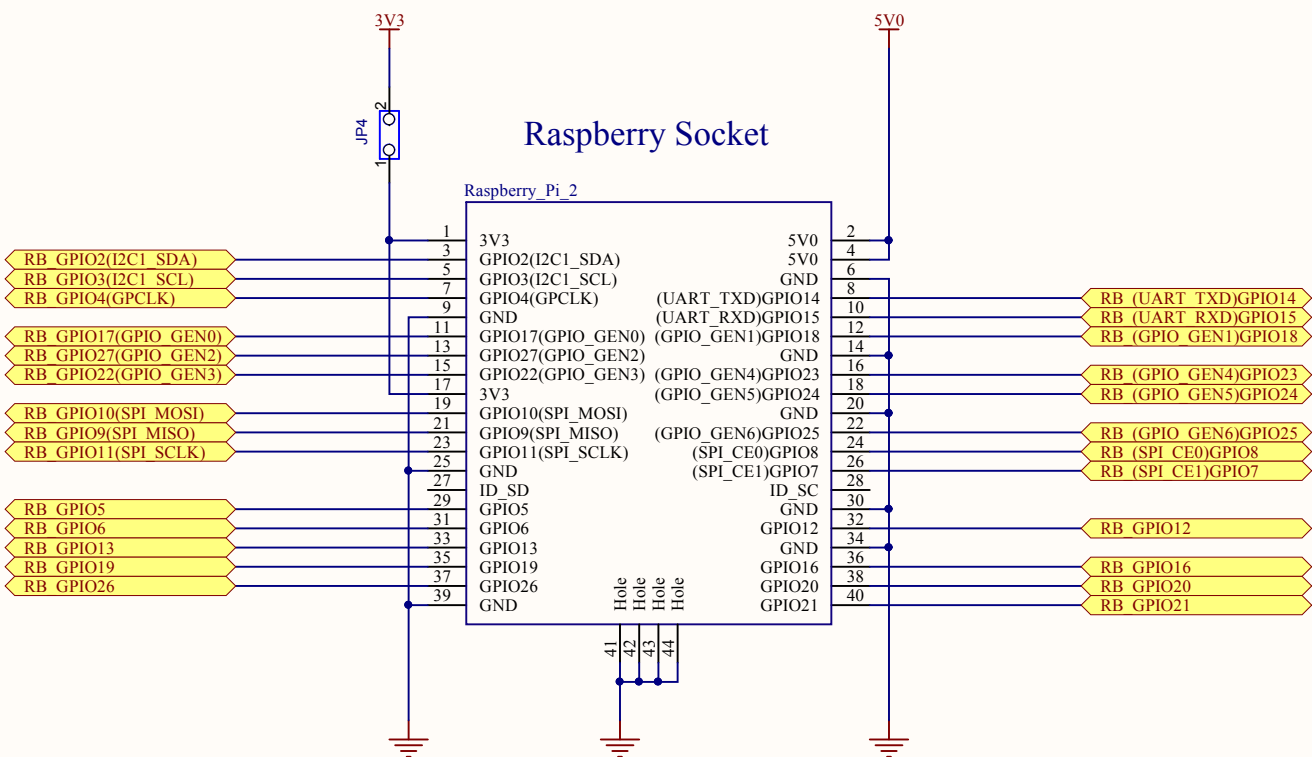 3V3
5V0
JP4
2
1
Raspberry Socket
Raspberry_Pi_2
1
3V3
5V0
2
RB_GPIO2(I2C1_SDA)
3
GPIO2(I2C1_SDA)
5V0
4
RB_GPIO3(I2C1_SCL)
5
GPIO3(I2C1_SCL)
GND
6
RB_GPIO4(GPCLK)
7
GPIO4(GPCLK)
(UART_TXD)GPIO14
8
RB_(UART_TXD)GPIO14
9
GND
(UART_RXD)GPIO15
10
RB_(UART_RXD)GPIO15
RB_GPIO17(GPIO_GEN0)
11
GPIO17(GPIO_GEN0)
(GPIO_GEN1)GPIO18
12
RB_(GPIO_GEN1)GPIO18
RB_GPIO27(GPIO_GEN2)
13
GPIO27(GPIO_GEN2)
GND
14
RB_GPIO22(GPIO_GEN3)
15
GPIO22(GPIO_GEN3)
(GPIO_GEN4)GPIO23
16
RB_(GPIO_GEN4)GPIO23
17
3V3
(GPIO_GEN5)GPIO24
18
RB_(GPIO_GEN5)GPIO24
RB_GPIO10(SPI_MOSI)
19
GPIO10(SPI_MOSI)
GND
20
RB_GPIO9(SPI_MISO)
21
GPIO9(SPI_MISO)
(GPIO_GEN6)GPIO25
22
RB_(GPIO_GEN6)GPIO25
RB_GPIO11(SPI_SCLK)
23
GPIO11(SPI_SCLK)
(SPI_CE0)GPIO8
24
RB_(SPI_CE0)GPIO8
25
GND
(SPI_CE1)GPIO7
26
RB_(SPI_CE1)GPIO7
27
ID_SD
ID_SC
28
RB_GPIO5
29
GPIO5
GND
30
RB_GPIO6
31
GPIO6
GPIO12
32
RB_GPIO12
RB_GPIO13
33
GPIO13
GND
34
RB_GPIO19
35
GPIO19
GPIO16
36
RB_GPIO16
RB_GPIO26
37
GPIO26
GPIO20
38
RB_GPIO20
39
GND
GPIO21
40
RB_GPIO21
Hole
Hole
Hole
Hole
41
42
43
44